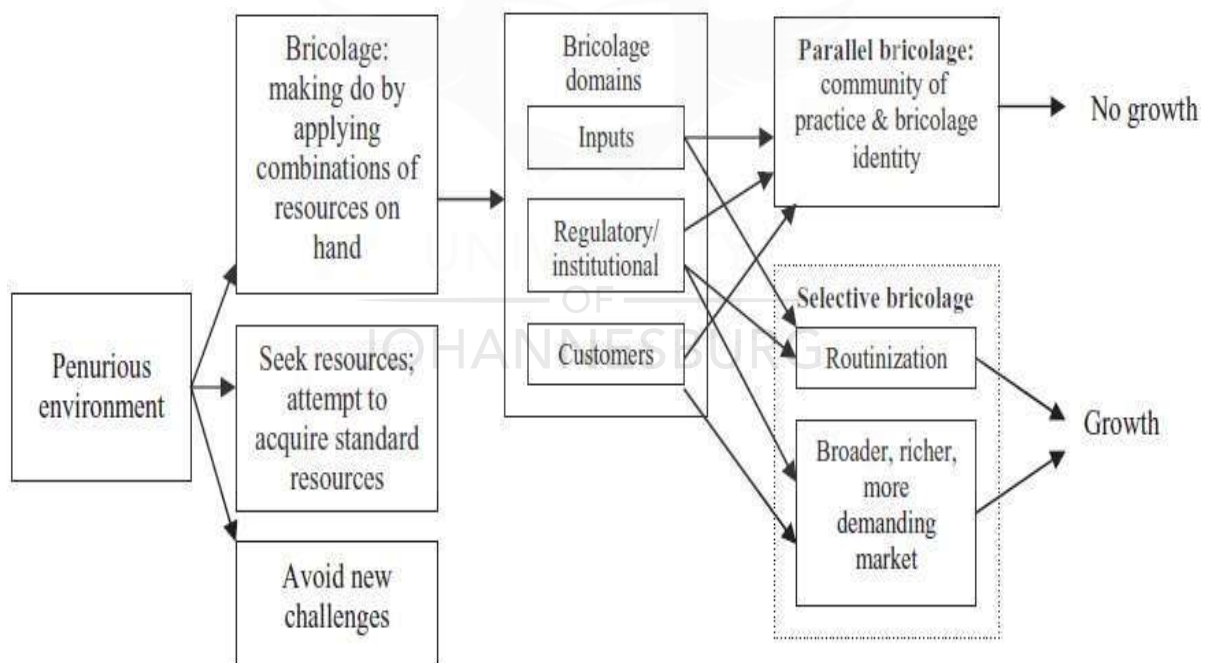 Penurious
environment
Bricolage:
making do by
applying
combinations of
resources on
hand
Seek resources;
attempt to
acquire standard
resources
Avoid new
challenges
Bricolage
domains
Inputs
Regulatory/
institutional
Customers
Parallel bricolage:
community of
practice & bricolage
identity
No growth
Selective bricolage
Routinization
Broader, richer,
more
demanding
market
Growth
UNIVERSITY
OF
JOHANNESBURG